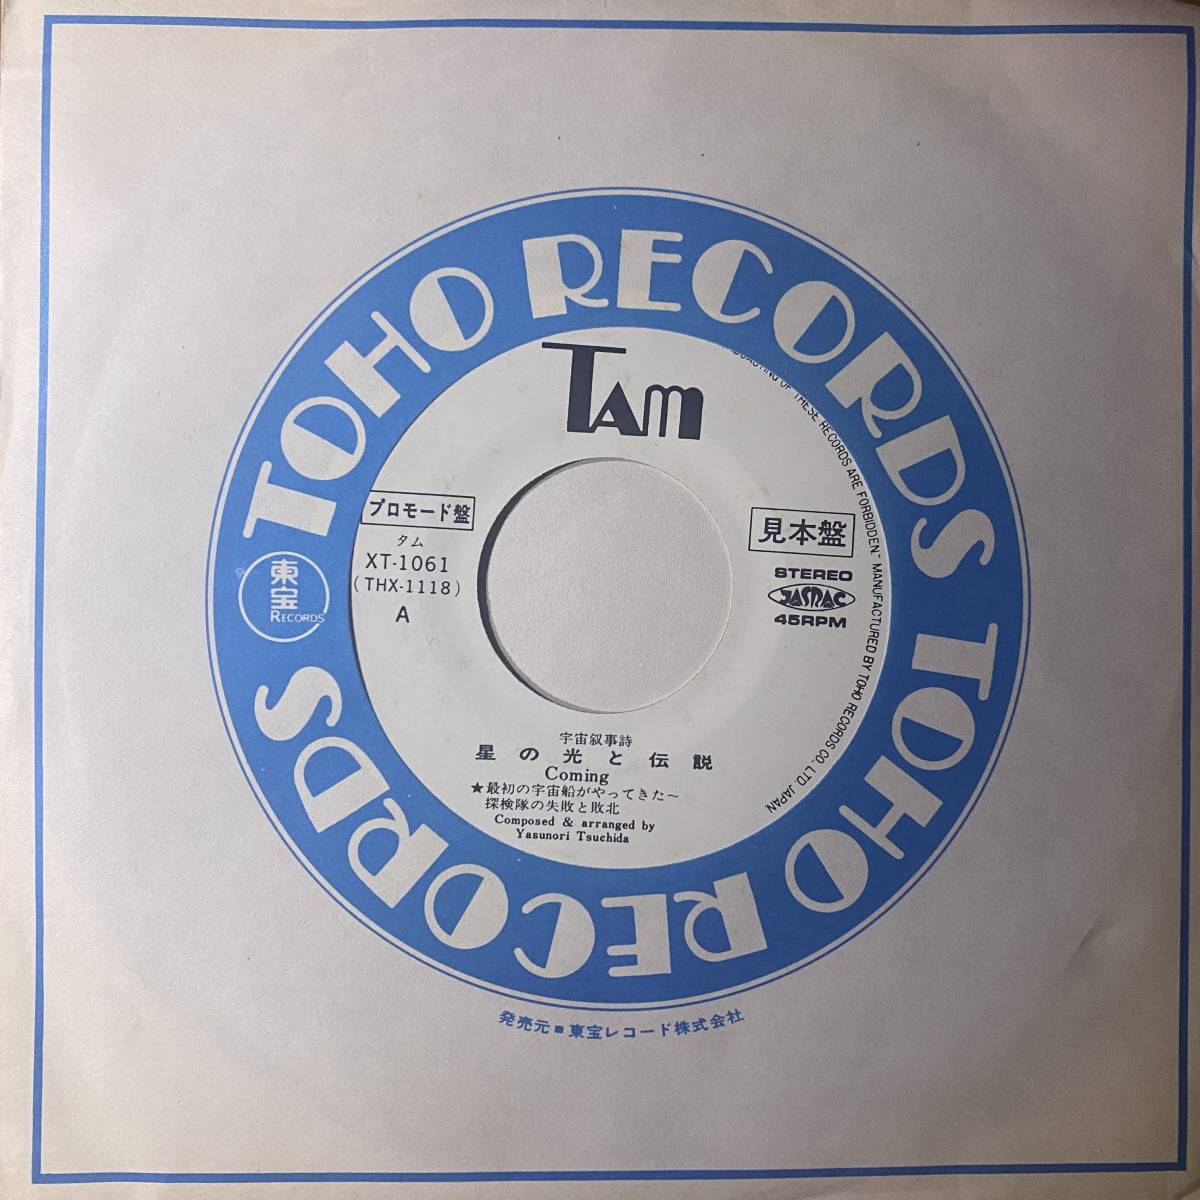 TOHO RECORDS TOHO RECORDS
東宝
RECORDS
TAM
プロモード盤
タム
XT-1061
(THX-1118)
A
見本盤
STEREO
JASRAC
45RPM
OF THESE RECORDS ARE FORBIDDEN." MANUFACTURED BY TOHO RECORDS CO., LTD. JAPAN
宇宙叙事詩
星の光と伝説
Coming
★最初の宇宙船がやってきた〜
探検隊の失敗と敗北
Composed & arranged by
Yasunori Tsuchida
発売元■東宝レコード株式会社